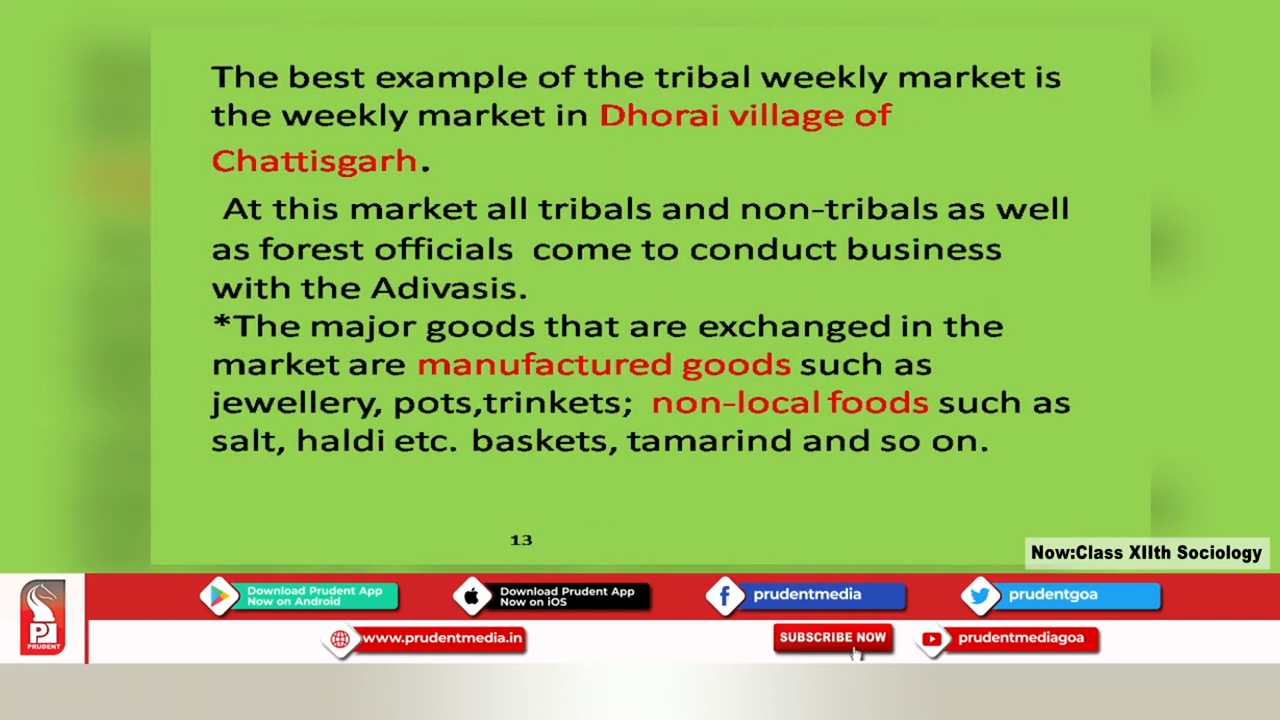 The best example of the tribal weekly market is
the weekly market in Dhorai village of
Chattisgarh.
At this market all tribals and non-tribals as well
as forest officials come to conduct business
with the Adivasis.
*The major goods that are exchanged in the
market are manufactured goods such as
jewellery, pots,trinkets; non-local foods such as
salt, haldi etc. baskets, tamarind and so on.
13
Now:Class XIIth Sociology
Download Prudent App
Now on Android
Download Prudent App
Now on iOS
prudentmedia
prudentgoa
PRUDENT
www.prudentmedia.in
SUBSCRIBE NOW
prudentmediagoa